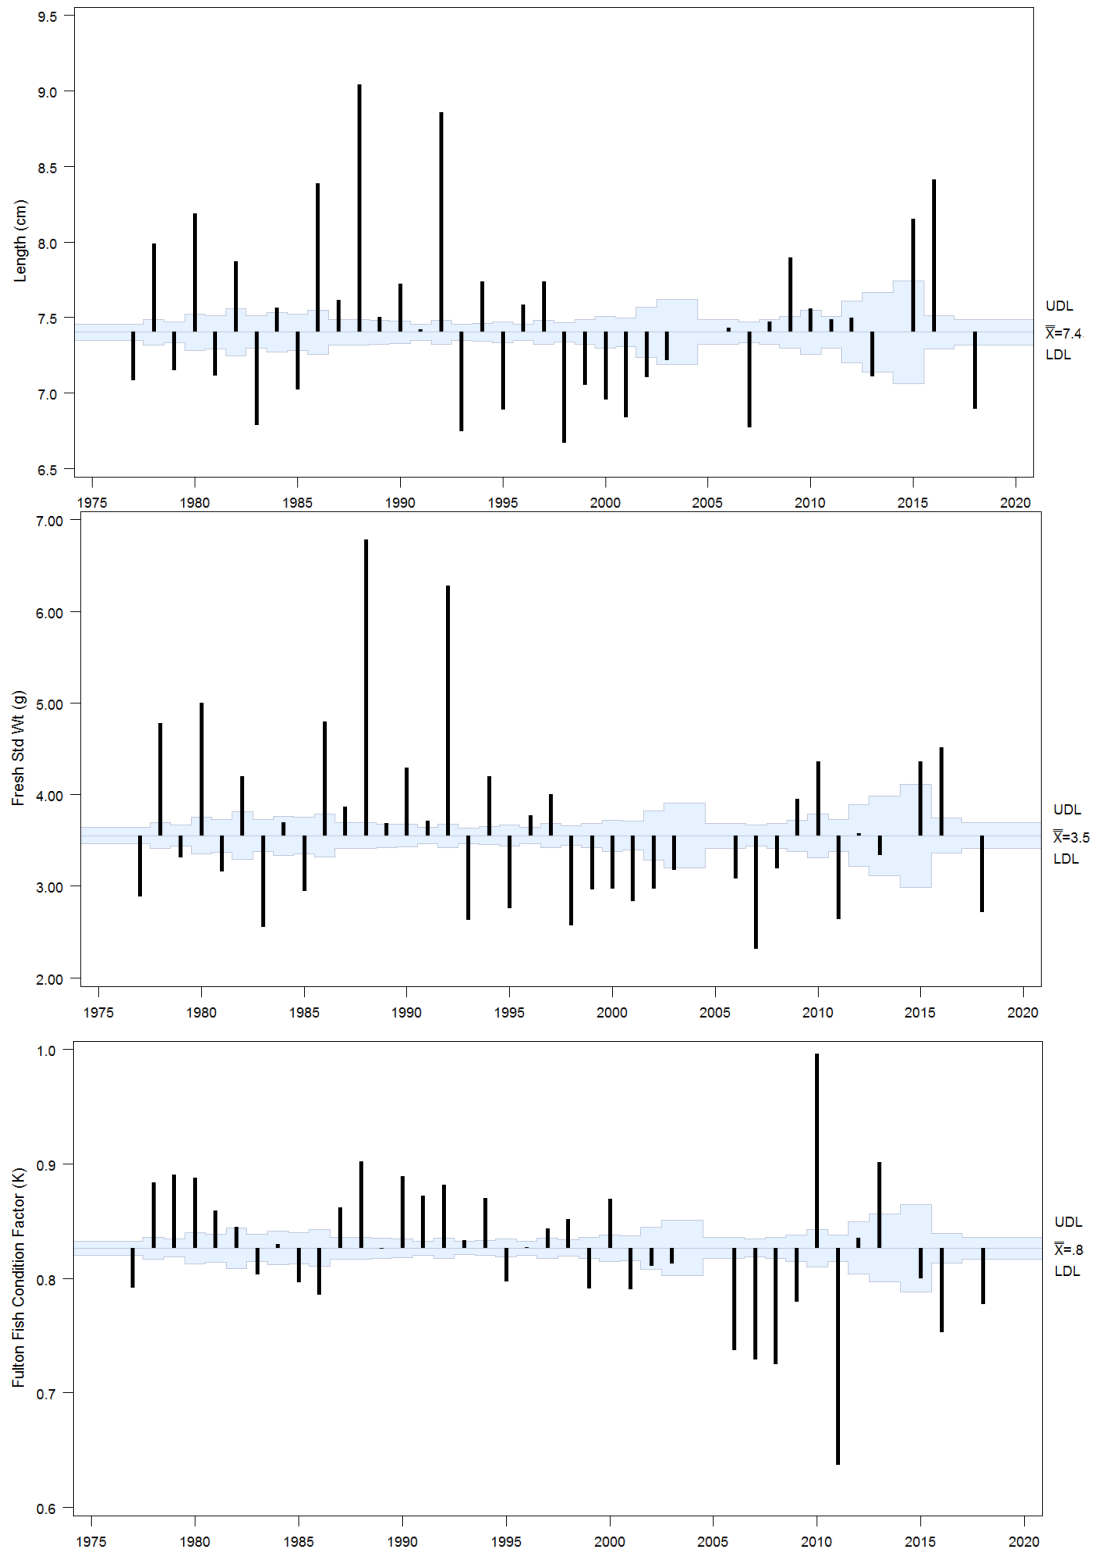 9.5
9.0
8.5
8.0
7.5
7.0
6.5
Length (cm)
UDL
X̿=7.4
LDL
1975 1980 1985 1990 1995 2000 2005 2010 2015 2020
7.00
6.00
5.00
4.00
3.00
2.00
Fresh Std Wt (g)
UDL
X̿=3.5
LDL
1975 1980 1985 1990 1995 2000 2005 2010 2015 2020
1.0
0.9
0.8
0.7
0.6
Fulton Fish Condition Factor (K)
UDL
X̿=.8
LDL
1975 1980 1985 1990 1995 2000 2005 2010 2015 2020